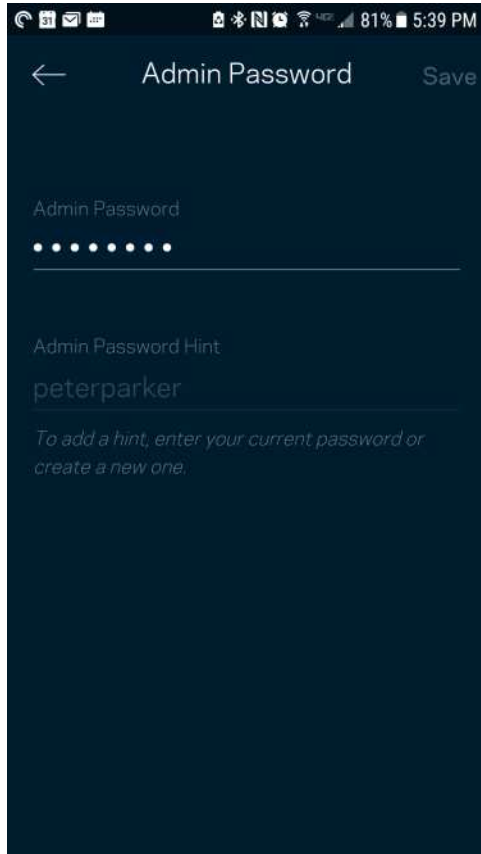 31 81% 5:39 PM
Admin Password Save
Admin Password
••••••••
Admin Password Hint
peterparker
To add a hint, enter your current password or
create a new one.